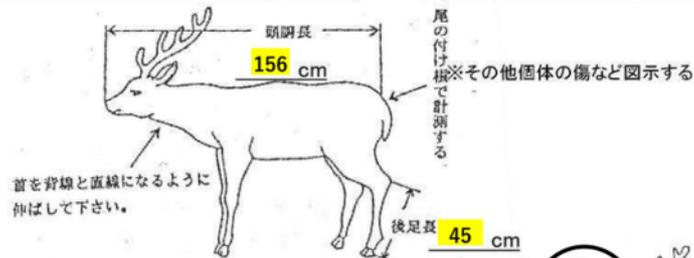 頭胴長
156 cm
尾の付け根で計測する
※その他個体の傷など図示する
首を背線と直線になるように
伸ばして下さい。
後足長 45 cm